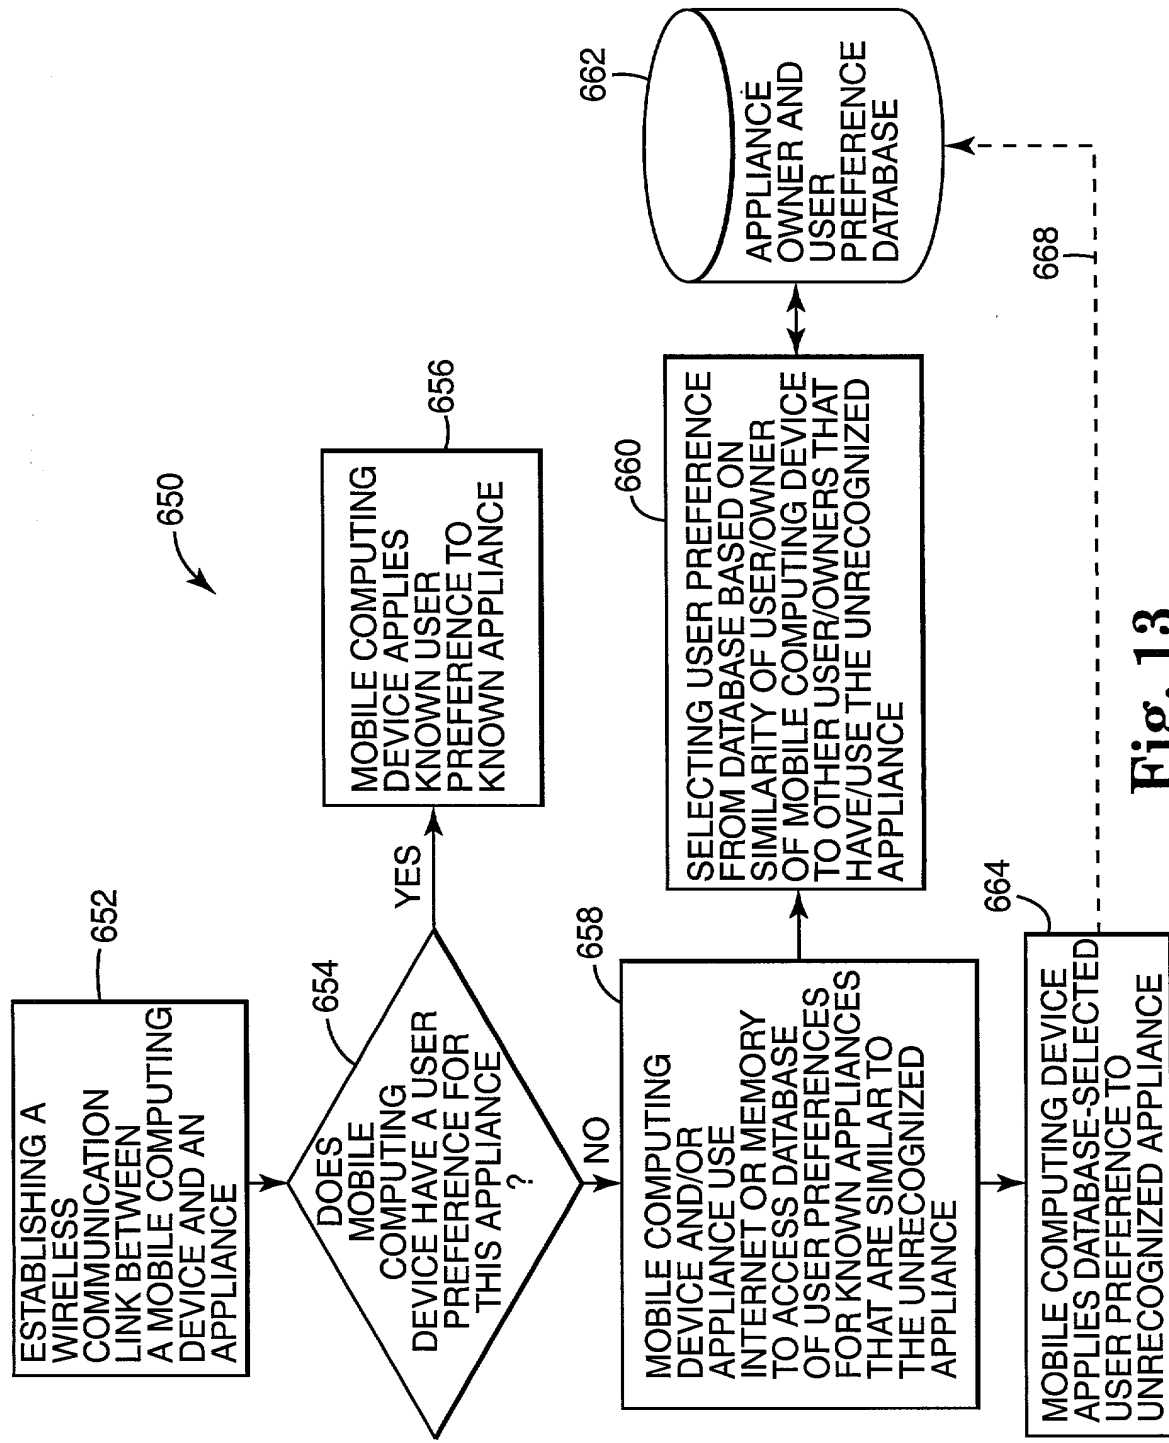 650
652
ESTABLISHING A
WIRELESS
COMMUNICATION
LINK BETWEEN
A MOBILE COMPUTING
DEVICE AND AN
APPLIANCE
654
DOES
MOBILE
COMPUTING
DEVICE HAVE A USER
PREFERENCE FOR
THIS APPLIANCE
?
YES
656
MOBILE COMPUTING
DEVICE APPLIES
KNOWN USER
PREFERENCE TO
KNOWN APPLIANCE
NO
658
MOBILE COMPUTING
DEVICE AND/OR
APPLIANCE USE
INTERNET OR MEMORY
TO ACCESS DATABASE
OF USER PREFERENCES
FOR KNOWN APPLIANCES
THAT ARE SIMILAR TO
THE UNRECOGNIZED
APPLIANCE
660
SELECTING USER PREFERENCE
FROM DATABASE BASED ON
SIMILARITY OF USER/OWNER
OF MOBILE COMPUTING DEVICE
TO OTHER USER/OWNERS THAT
HAVE/USE THE UNRECOGNIZED
APPLIANCE
662
APPLIANCE
OWNER AND
USER
PREFERENCE
DATABASE
664
MOBILE COMPUTING DEVICE
APPLIES DATABASE-SELECTED
USER PREFERENCE TO
UNRECOGNIZED APPLIANCE
668
Fig. 13